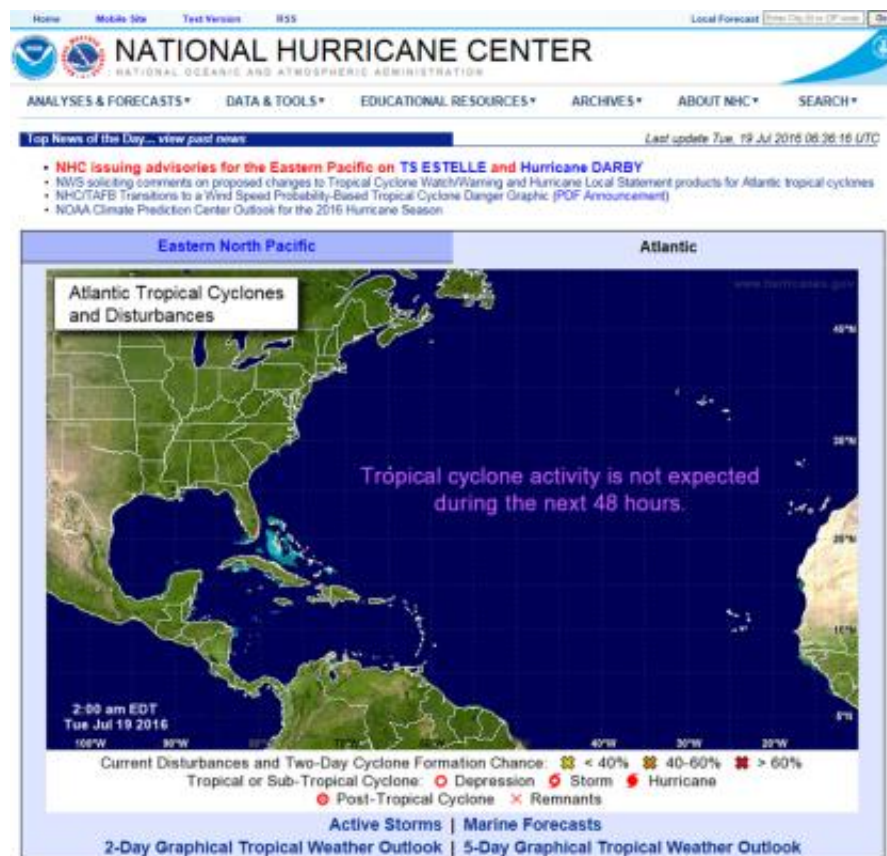 Home Mobile Site Text Version RSS Local Forecast
NATIONAL HURRICANE CENTER
NATIONAL OCEANIC AND ATMOSPHERIC ADMINISTRATION
ANALYSES & FORECASTS▾ DATA & TOOLS▾ EDUCATIONAL RESOURCES▾ ARCHIVES▾ ABOUT NHC▾ SEARCH▾
Top News of the Day... view past news Last update Tue, 19 Jul 2016 06:36:16 UTC
• NHC issuing advisories for the Eastern Pacific on TS ESTELLE and Hurricane DARBY
• NWS soliciting comments on proposed changes to Tropical Cyclone Watch/Warning and Hurricane Local Statement products for Atlantic tropical cyclones
• NHC/TAFB Transitions to a Wind Speed Probability-Based Tropical Cyclone Danger Graphic (PDF Announcement)
• NOAA Climate Prediction Center Outlook for the 2016 Hurricane Season
Eastern North Pacific Atlantic
Atlantic Tropical Cyclones
and Disturbances
www.hurricanes.gov
Tropical cyclone activity is not expected
during the next 48 hours.
10°N
2:00 am EDT
Tue Jul 19 2016
5°N
100°W 90°W 40°W 30°W 20°W
Current Disturbances and Two-Day Cyclone Formation Chance: < 40% 40-60% > 60%
Tropical or Sub-Tropical Cyclone: Depression Storm Hurricane
Post-Tropical Cyclone Remnants
Active Storms | Marine Forecasts
2-Day Graphical Tropical Weather Outlook | 5-Day Graphical Tropical Weather Outlook